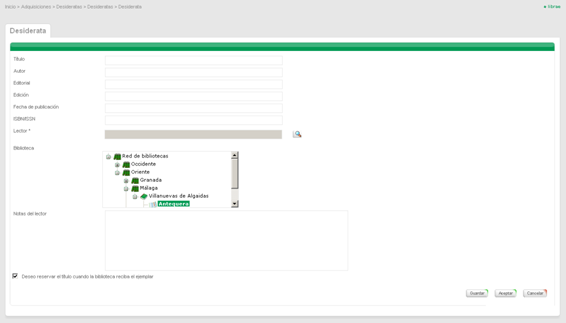 Inicio > Adquisiciones > Desideratas > Desideratas > Desiderata
Desiderata
Título
Autor
Editorial
Edición
Fecha de publicación
ISBN/ISSN
Lector *
Biblioteca
Red de bibliotecas
Occidente
Oriente
Granada
Málaga
Villanuevas de Algaidas
Antequera
Notas del lector
Deseo reservar el título cuando la biblioteca reciba el ejemplar
Guardar Aceptar Cancelar